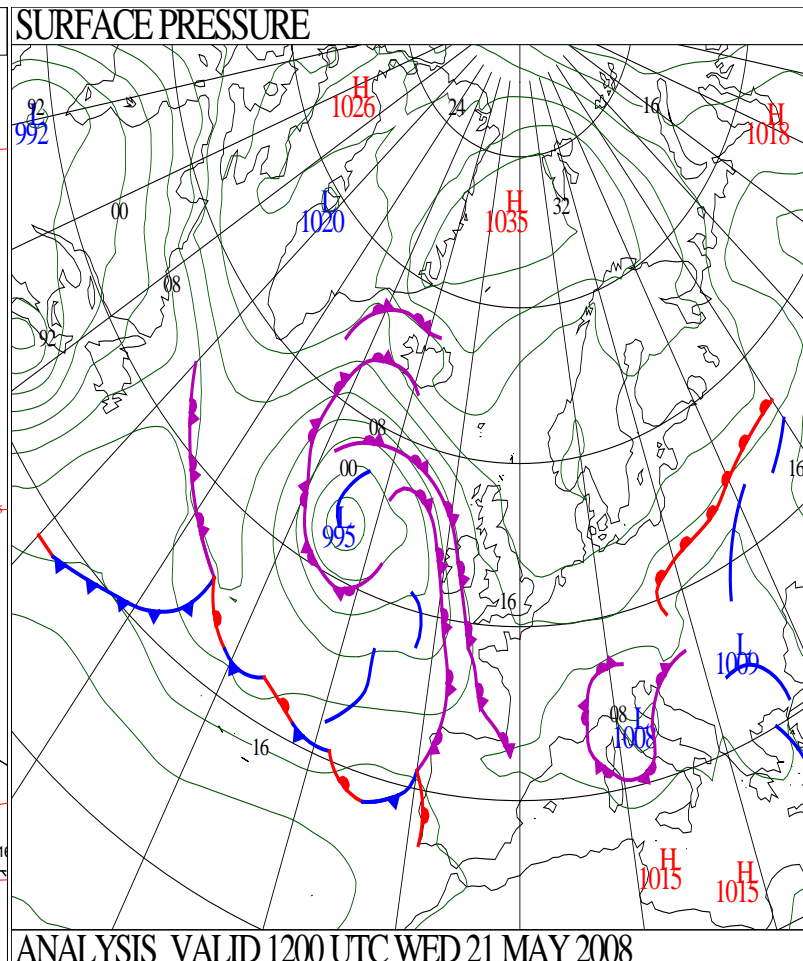 SURFACE PRESSURE
H
1026
92
L
992
24
16
H
1018
L
1020
H
1035
32
00
08
92
08
00
16
L
995
16
L
1009
08
L
1008
16
H
1015
H
1015
ANALYSIS VALID 1200 UTC WED 21 MAY 2008